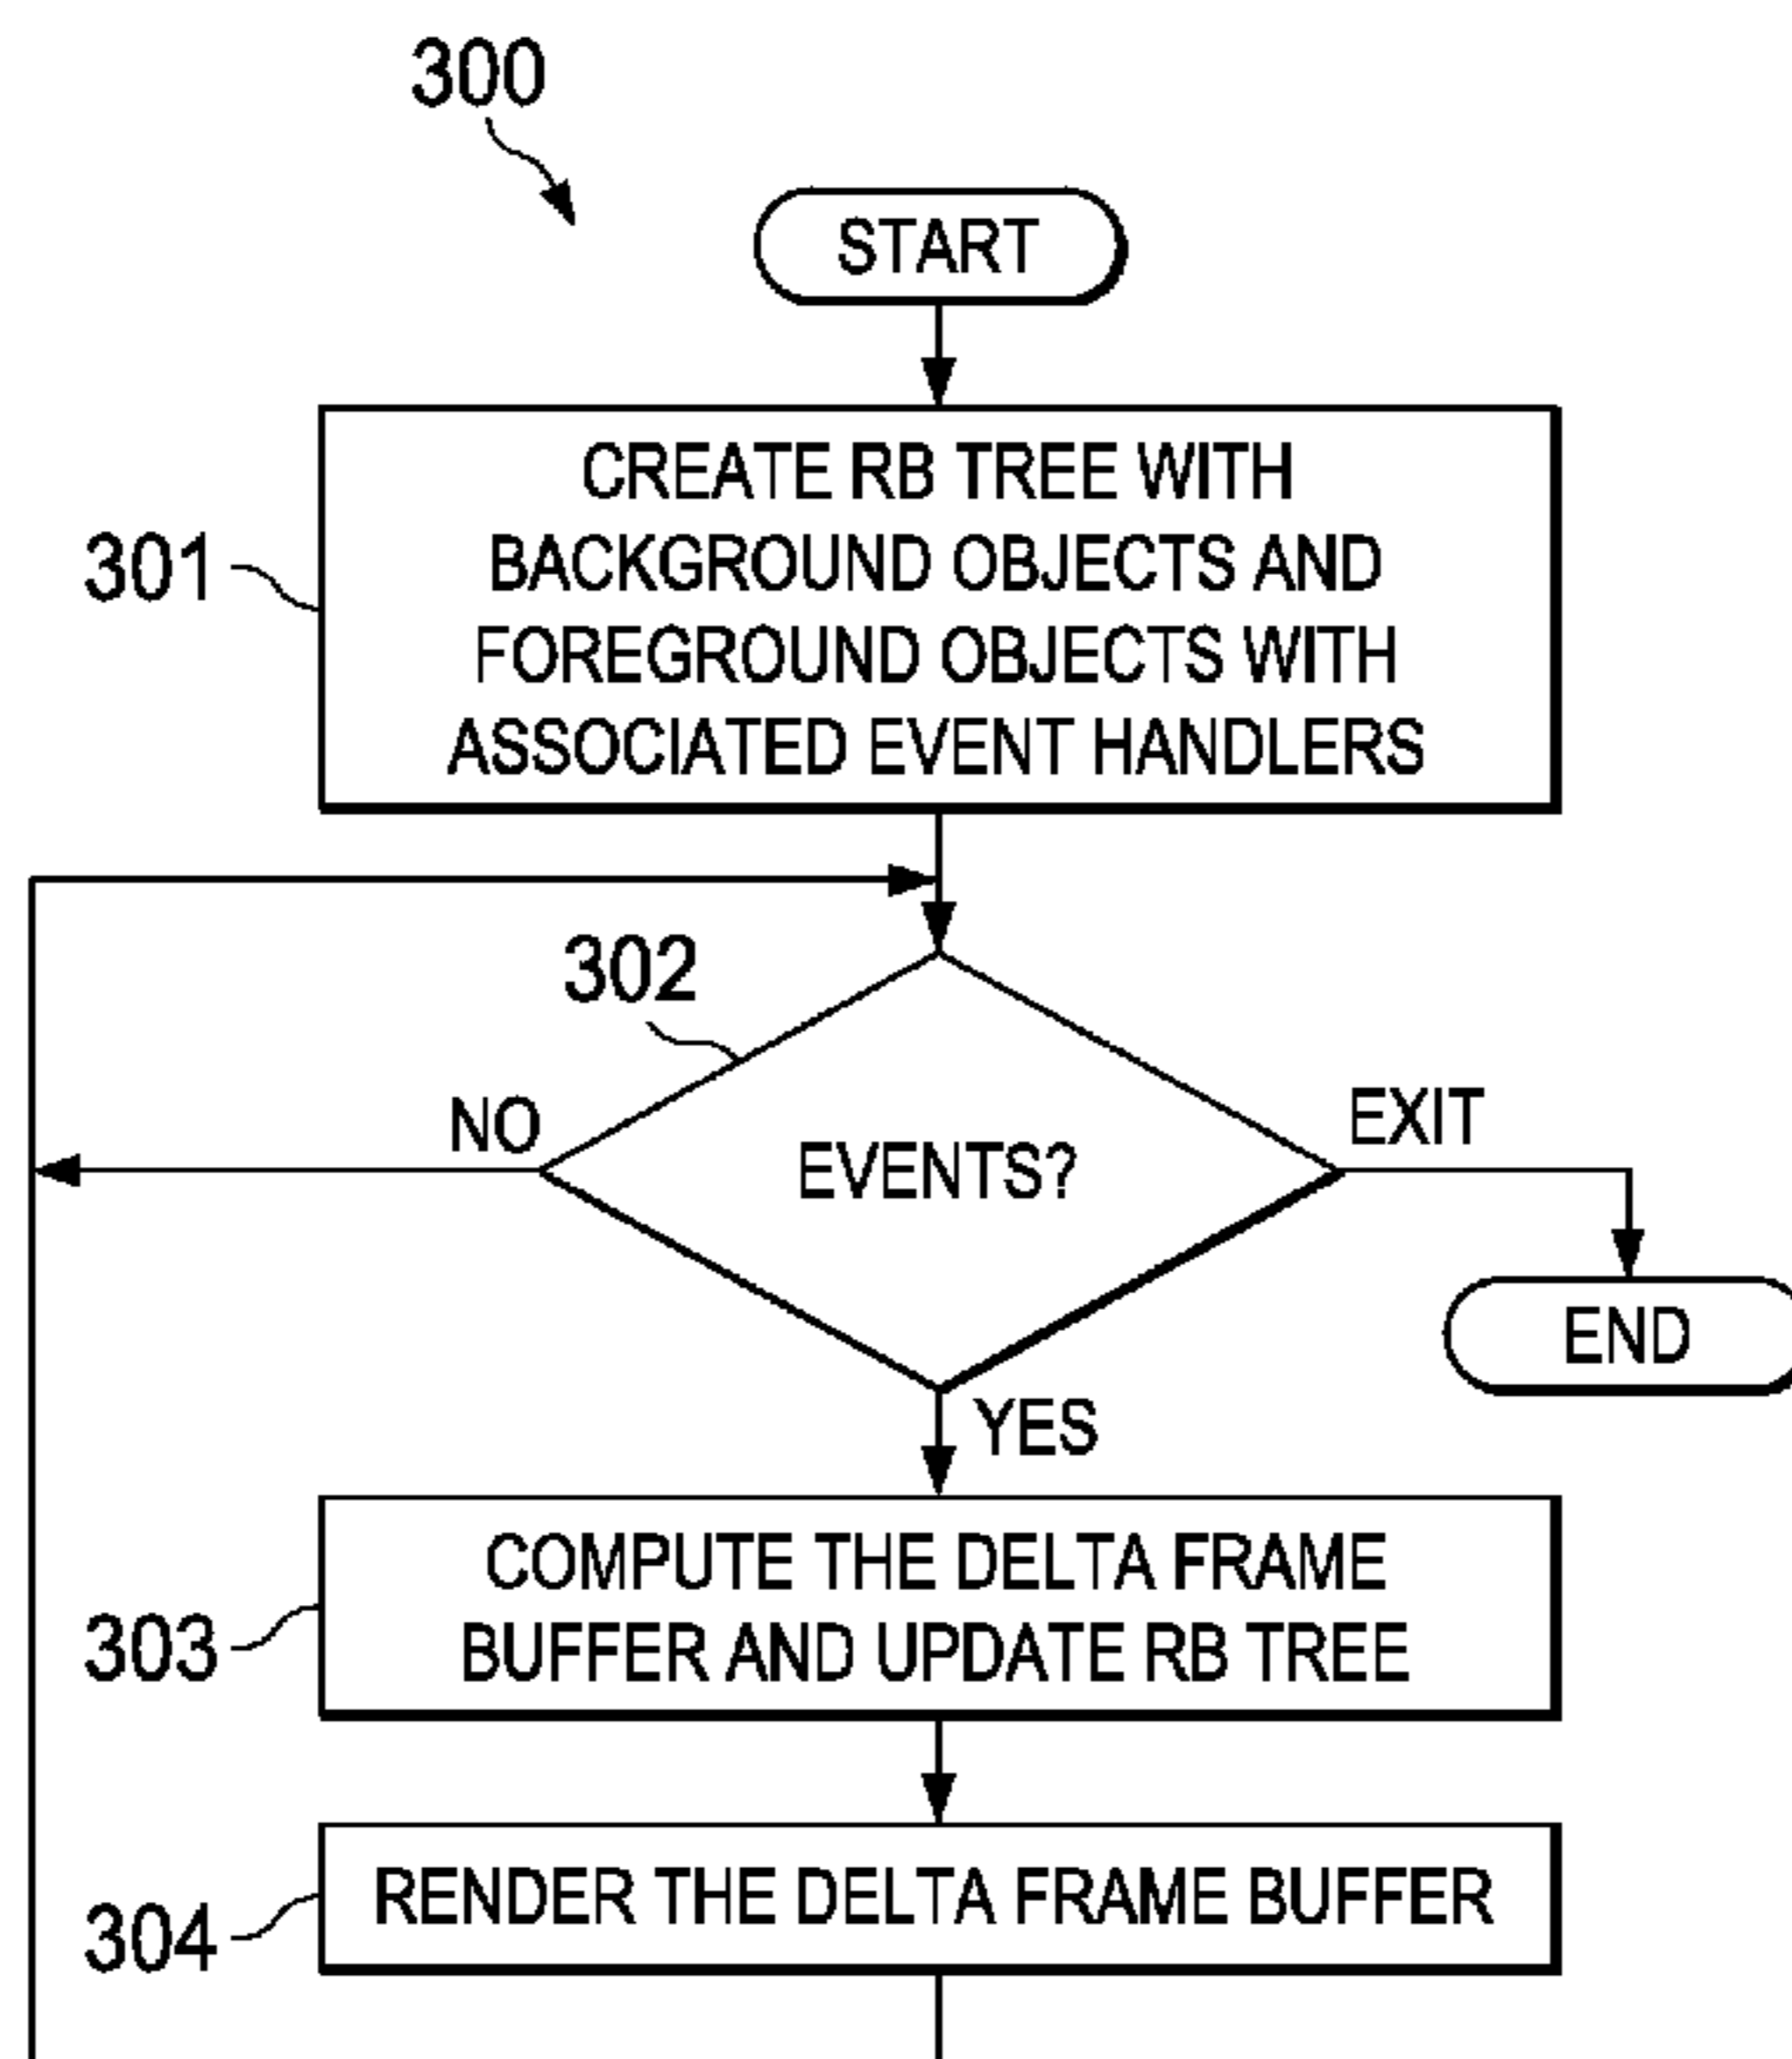 300
START
301
CREATE RB TREE WITH
BACKGROUND OBJECTS AND
FOREGROUND OBJECTS WITH
ASSOCIATED EVENT HANDLERS
302
NO
EVENTS?
EXIT
END
YES
303
COMPUTE THE DELTA FRAME
BUFFER AND UPDATE RB TREE
304
RENDER THE DELTA FRAME BUFFER